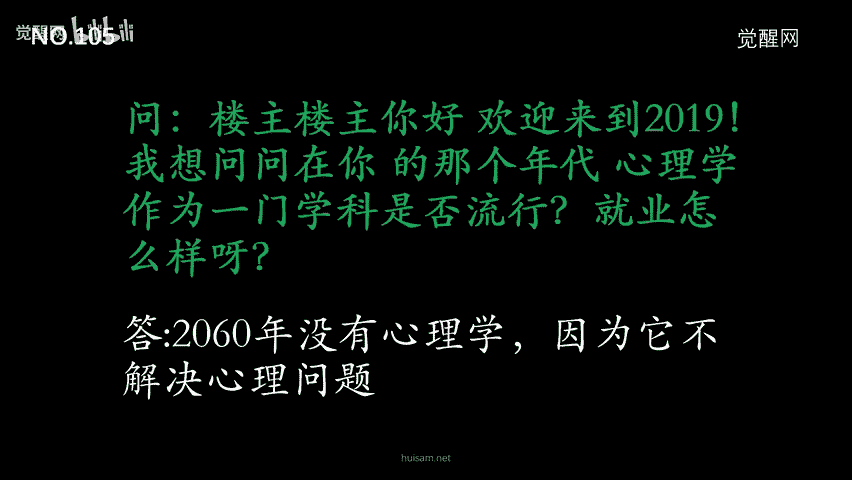 觉醒网 bilibili
NO.105
觉醒网
问：楼主楼主你好 欢迎来到2019！
我想问问在你 的那个年代 心理学
作为一门学科是否流行？ 就业怎
么样呀？
答:2060年没有心理学，因为它不
解决心理问题
huisam.net